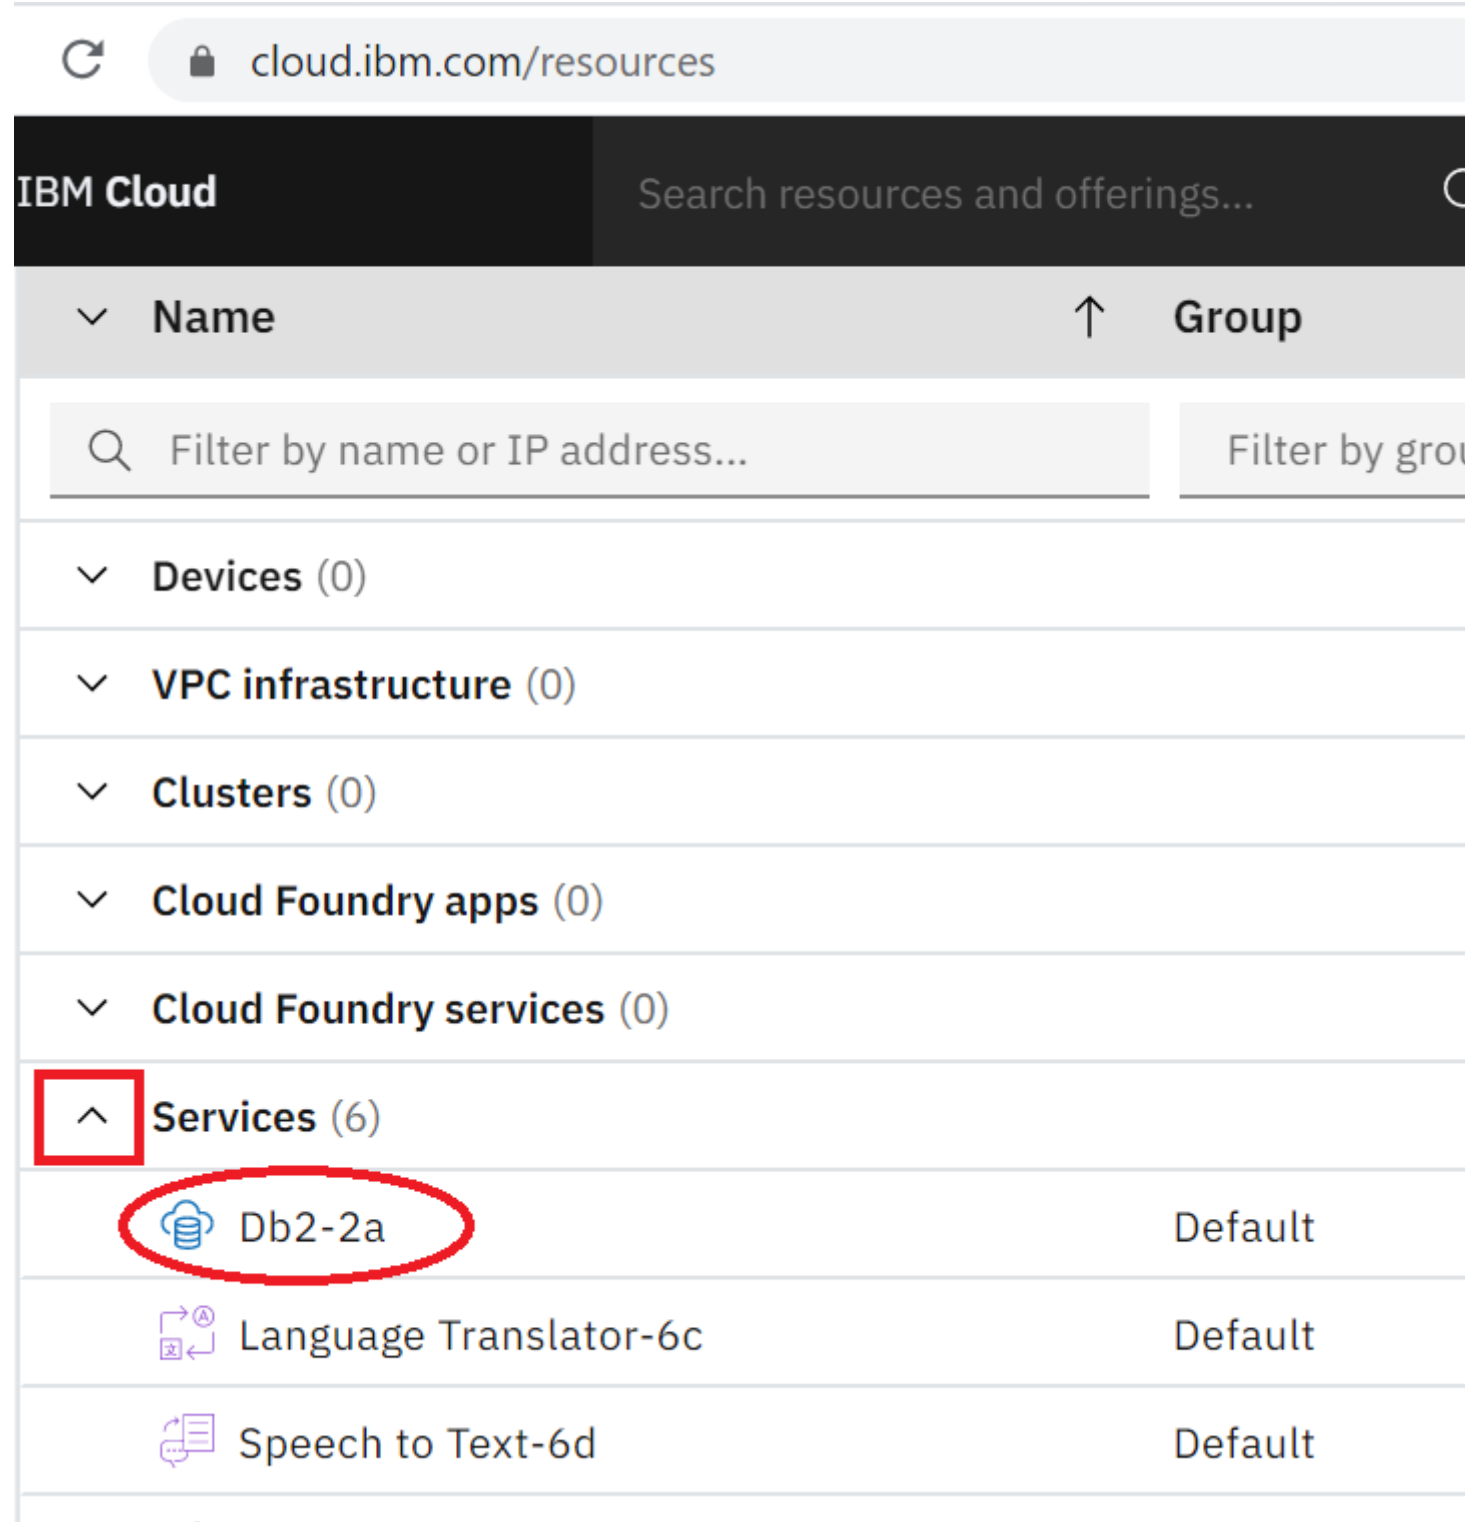 cloud.ibm.com/resources
IBM Cloud Search resources and offerings...
Name Group
Filter by name or IP address... Filter by
Devices (0)
VPC infrastructure (0)
Clusters (0)
Cloud Foundry apps (0)
Cloud Foundry services (0)
Services (6)
Db2-2a Default
Language Translator-6c Default
Speech to Text-6d Default